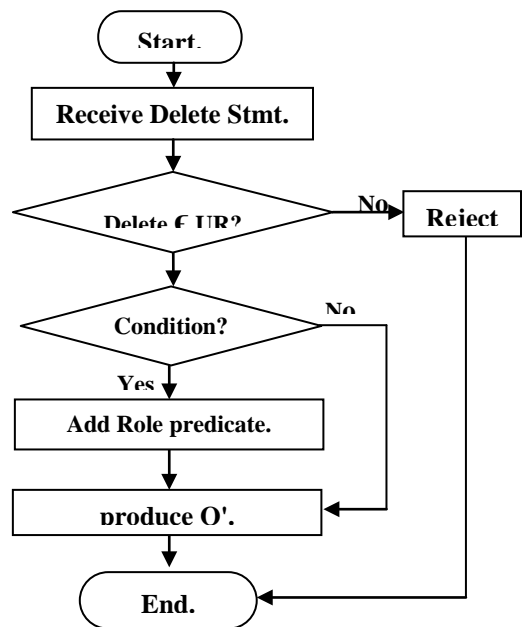 Start.
Receive Delete Stmt.
Delete € UR?
No
Reject
Condition?
No
Yes
Add Role predicate.
produce Q'.
End.